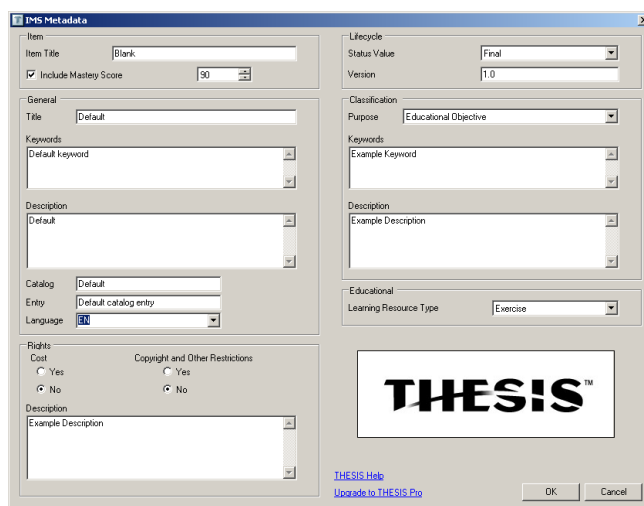 IMS Metadata
Item
Item Title Blank
Include Mastery Score 90
General
Title Default
Keywords
Default keyword
Description
Default
Catalog Default
Entry Default catalog entry
Language EN
Rights
Cost Copyright and Other Restrictions
Yes Yes
No No
Description
Example Description
Lifecycle
Status Value Final
Version 1.0
Classification
Purpose Educational Objective
Keywords
Example Keyword
Description
Example Description
Educational
Learning Resource Type Exercise
THESIS™
THESIS Help
Upgrade to THESIS Pro
OK Cancel